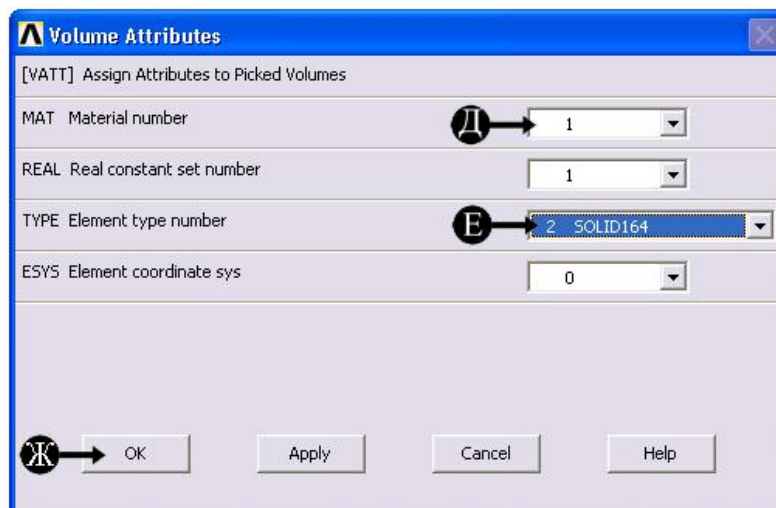 Volume Attributes
[VATT] Assign Attributes to Picked Volumes
MAT Material number Д 1
REAL Real constant set number 1
TYPE Element type number Е 2 SOLID164
ESYS Element coordinate sys 0
Ж OK Apply Cancel Help